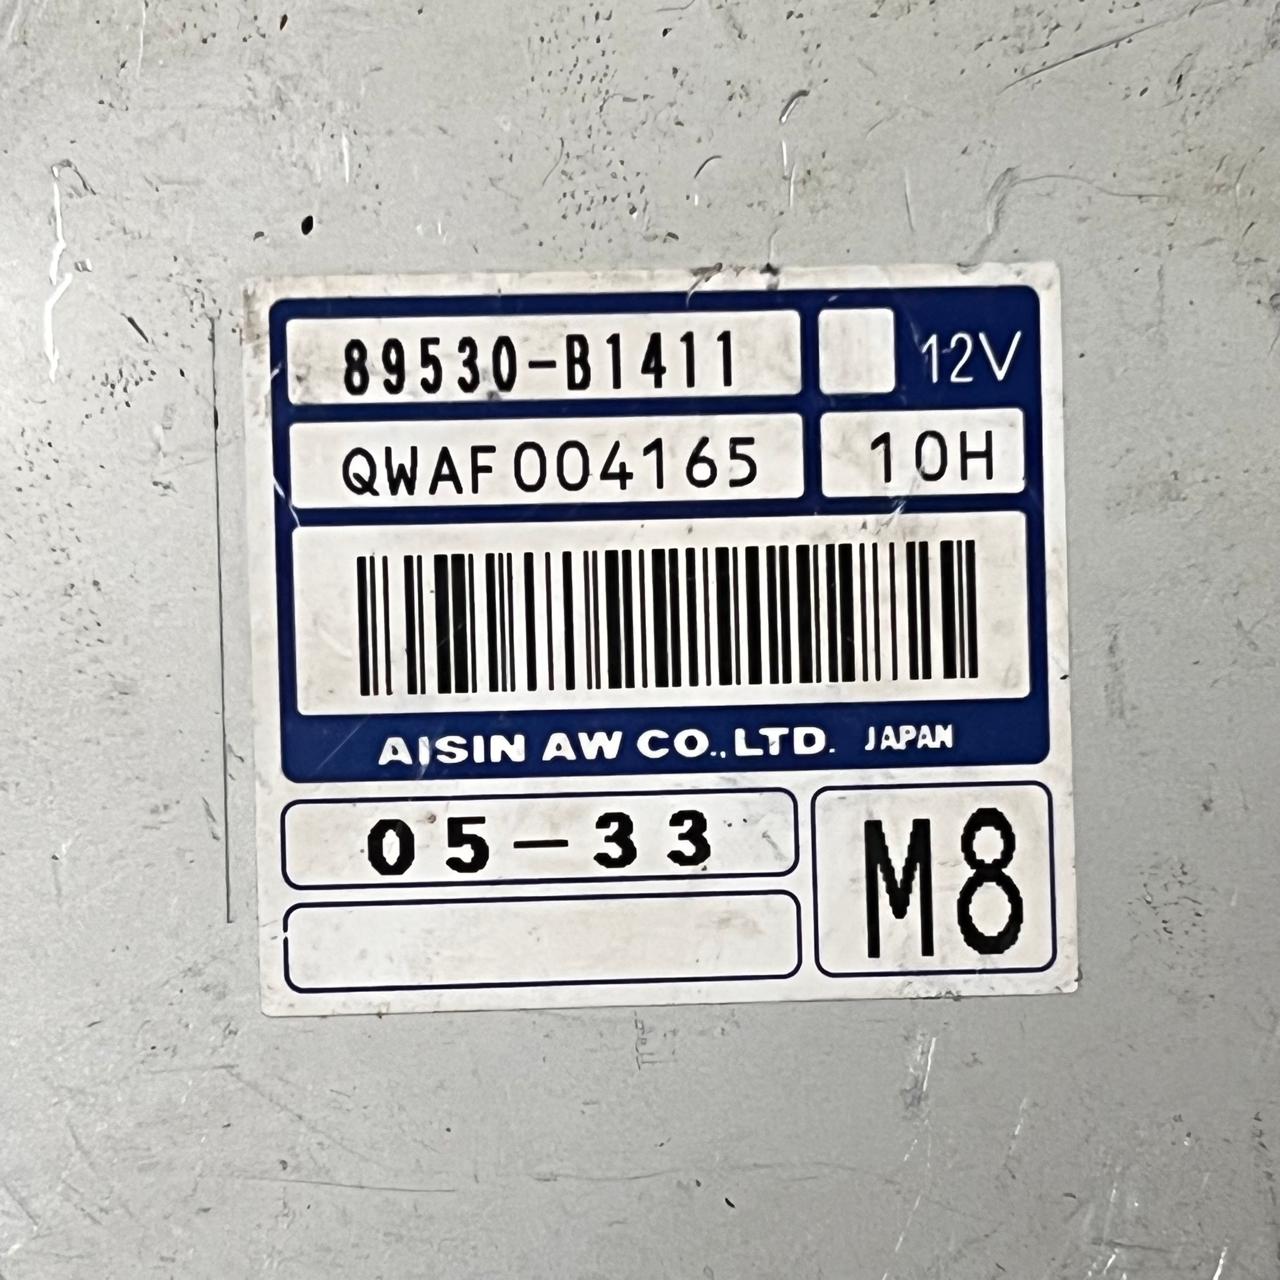 89530-B1411
12V
QWAF004165
10H
AISIN AW CO.,LTD. JAPAN
05-33
M8